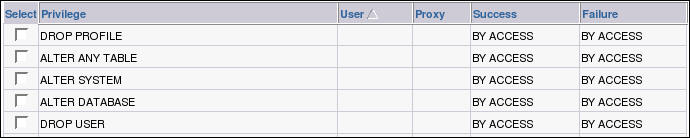 Select Privilege User Proxy Success Failure
DROP PROFILE BY ACCESS BY ACCESS
ALTER ANY TABLE BY ACCESS BY ACCESS
ALTER SYSTEM BY ACCESS BY ACCESS
ALTER DATABASE BY ACCESS BY ACCESS
DROP USER BY ACCESS BY ACCESS